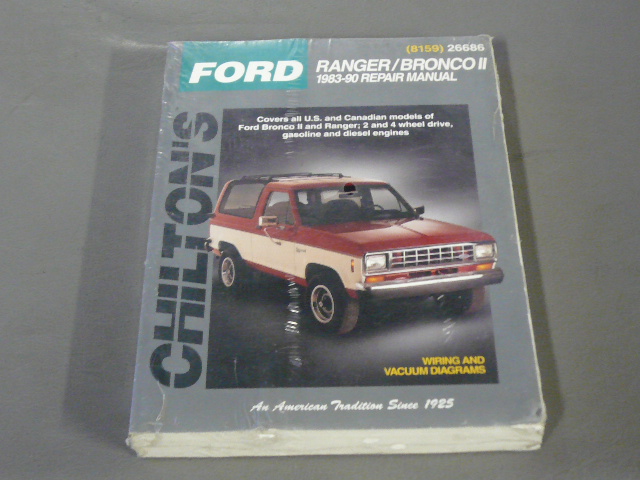 (8159) 26686
FORD
RANGER/BRONCO II
1983-90 REPAIR MANUAL
Covers all U.S. and Canadian models of
Ford Bronco II and Ranger; 2 and 4 wheel drive,
gasoline and diesel engines
CHILTON'S
WIRING AND
VACUUM DIAGRAMS
An American Tradition Since 1925